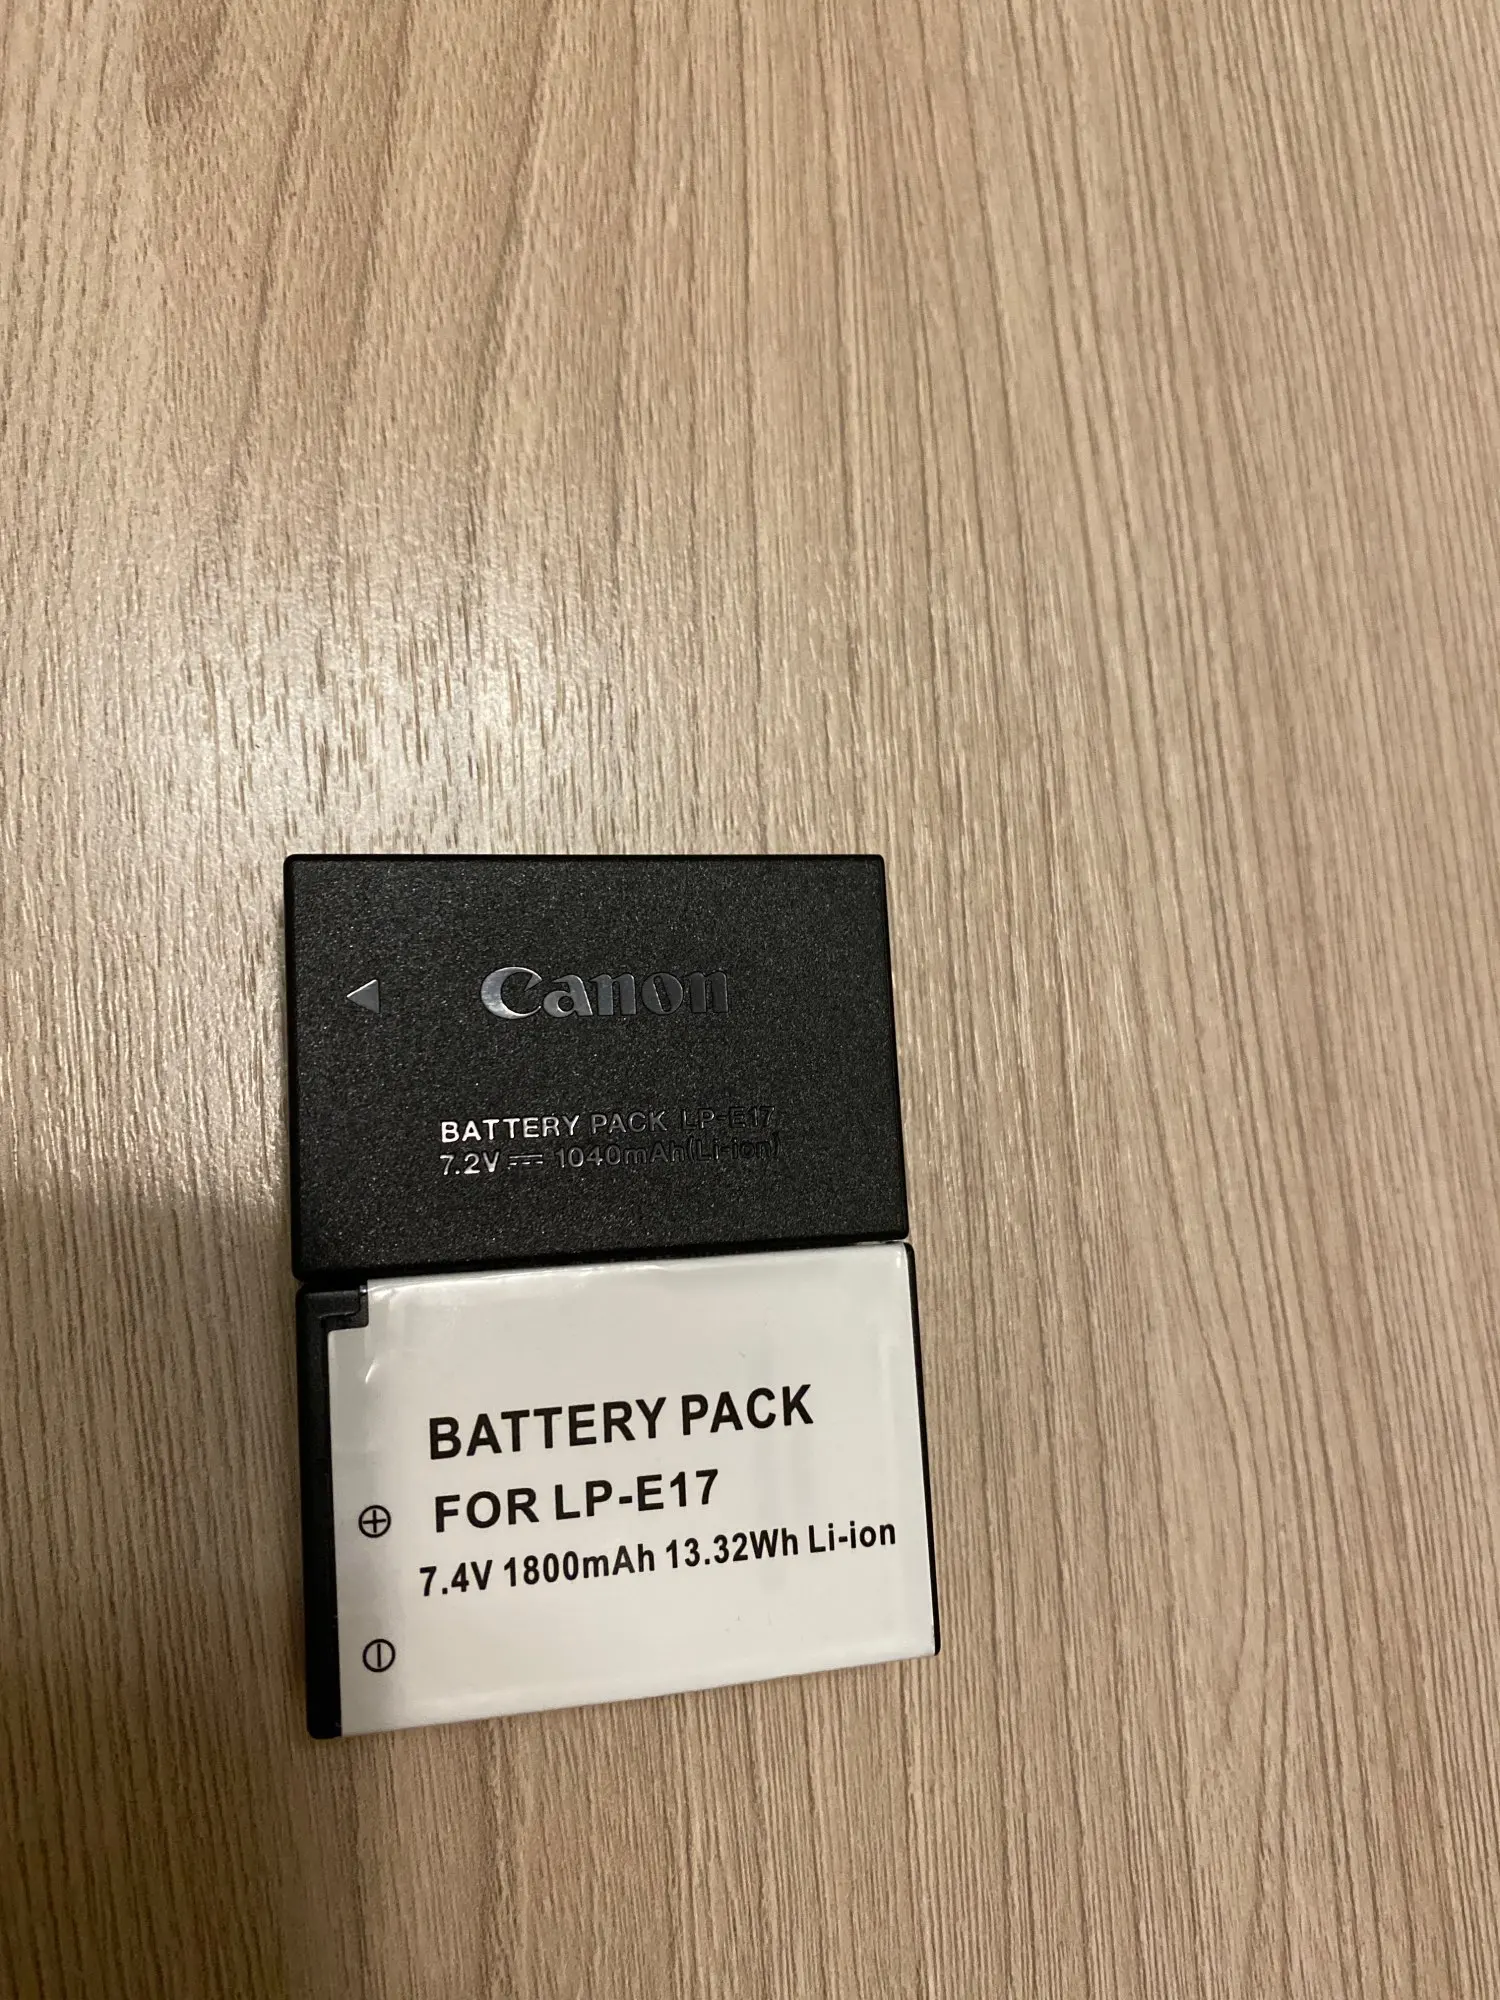 Canon
BATTERY PACK LP-E17
7.2V ⎓ 1040mAh(Li-ion)
BATTERY PACK
FOR LP-E17
7.4V 1800mAh 13.32Wh Li-ion